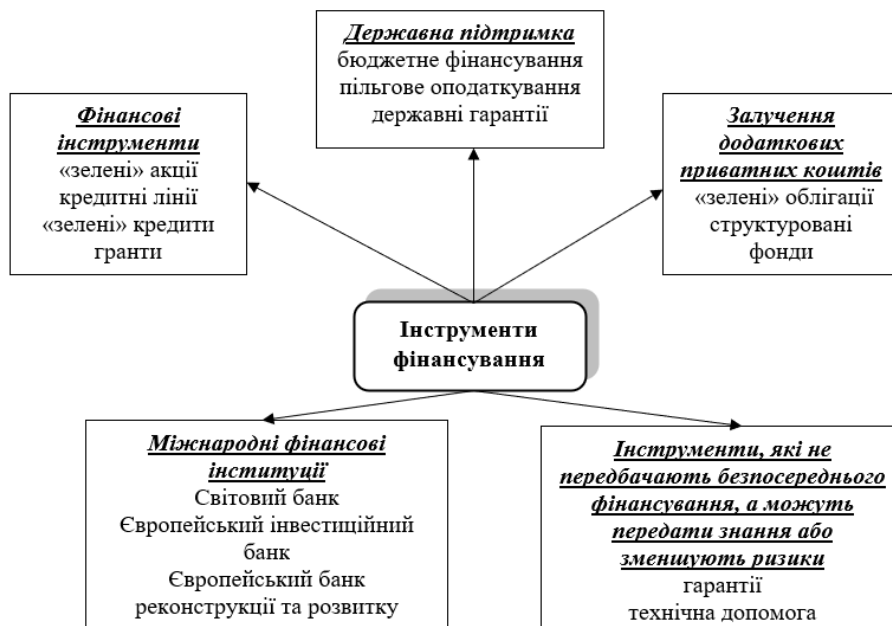 Державна підтримка
бюджетне фінансування
пільгове оподаткування
державні гарантії
Фінансові
інструменти
«зелені» акції
кредитні лінії
«зелені» кредити
гранти
Залучення
додаткових
приватних коштів
«зелені» облігації
структуровані
фонди
Інструменти
фінансування
Міжнародні фінансові
інституції
Світовий банк
Європейський інвестиційний
банк
Європейський банк
реконструкції та розвитку
Інструменти, які не
передбачають безпосереднього
фінансування, а можуть
передати знання або
зменшують ризики
гарантії
технічна допомога